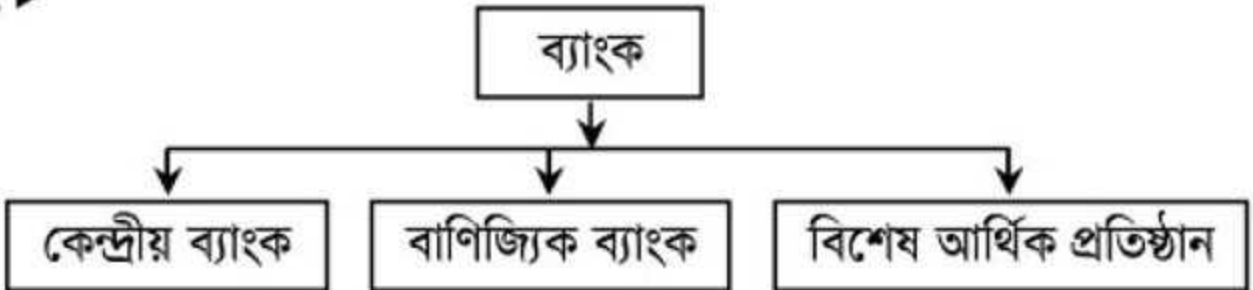 ব্যাংক
কেন্দ্রীয় ব্যাংক
বাণিজ্যিক ব্যাংক
বিশেষ আর্থিক প্রতিষ্ঠান